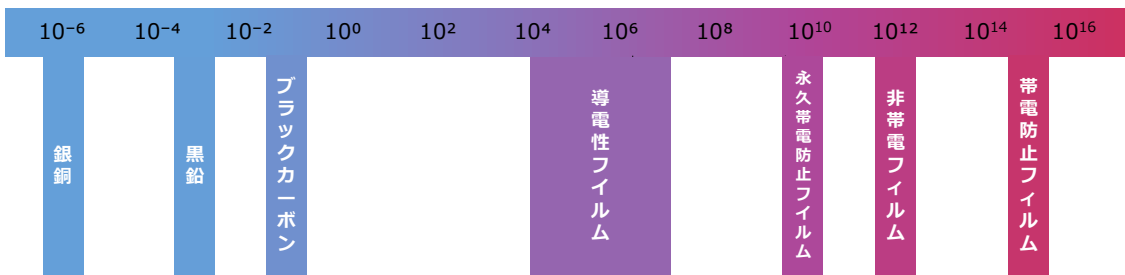 10⁻⁶ 10⁻⁴ 10⁻² 10⁰ 10² 10⁴ 10⁶ 10⁸ 10¹⁰ 10¹² 10¹⁴ 10¹⁶
銀銅
黒鉛
ブラックカーボン
導電性フイルム
永久帯電防止フイルム
非帯電フィルム
帯電防止フィルム